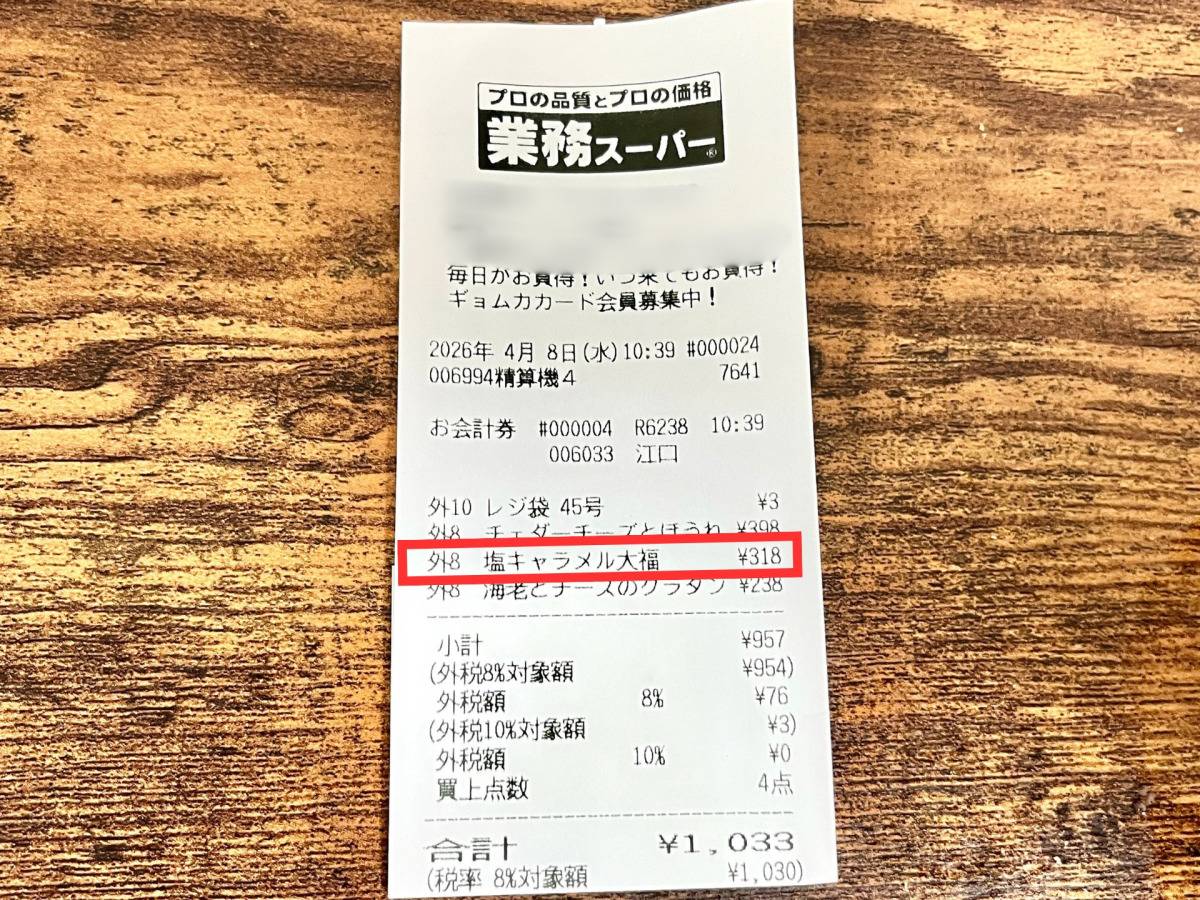 プロの品質とプロの価格
業務スーパー®
毎日がお買得!いつ来てもお買得!
ギョムカカード会員募集中!
2026年 4月 8日(水)10:39 #000024
006994精算機4 7641
お会計券 #000004 R6238 10:39
006033 江口
外10 レジ袋 45号 ¥3
外8 チェダーチーズとほうれ ¥398
外8 塩キャラメル大福 ¥318
外8 海老とチーズのグラタン ¥238
小計 ¥957
(外税8%対象額 ¥954)
外税額 8% ¥76
(外税10%対象額 ¥3)
外税額 10% ¥0
買上点数 4点
合計 ¥1,033
(税率 8%対象額 ¥1,030)